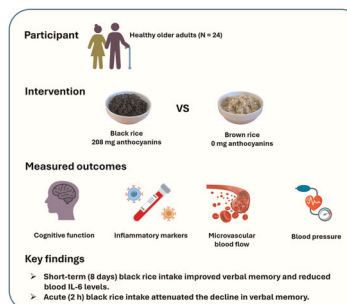 Participant
Healthy older adults (N = 24)
Intervention
VS
Black rice
208 mg anthocyanins
Brown rice
0 mg anthocyanins
Measured outcomes
Cognitive function
Inflammatory markers
Microvascular
blood flow
Blood pressure
Key findings
➢ Short-term (8 days) black rice intake improved verbal memory and reduced
blood IL-6 levels.
➢ Acute (2 h) black rice intake attenuated the decline in verbal memory.